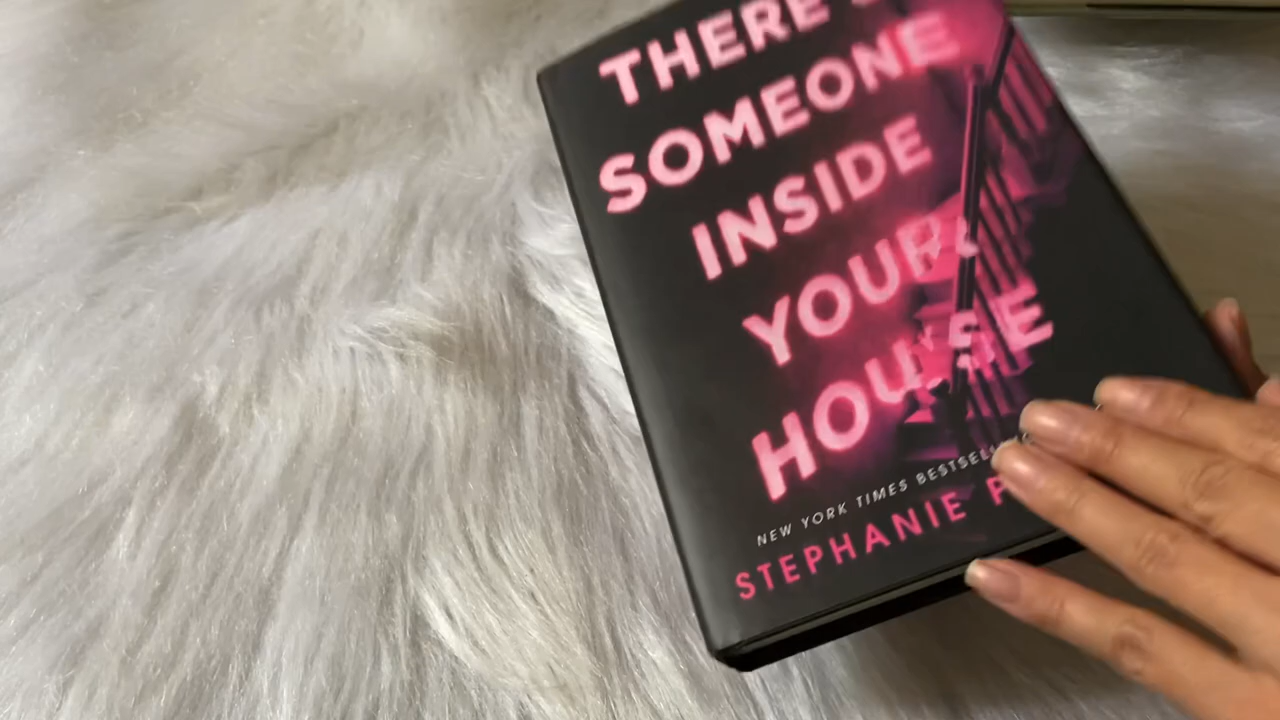 THERE
SOMEONE
INSIDE
YOUR
HOUSE
NEW YORK TIMES
STEPHANIE